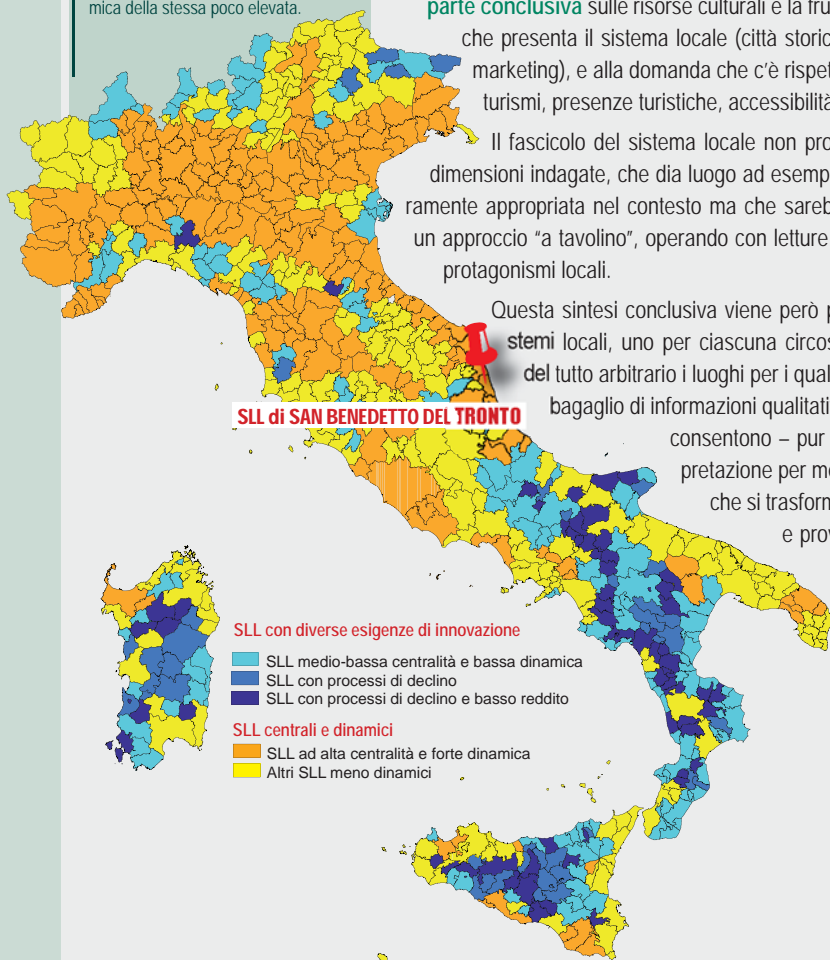 mica della stessa poco elevata.
parte conclusiva sulle risorse culturali e la fru
che presenta il sistema locale (città storic
marketing), e alla domanda che c'è rispet
turismi, presenze turistiche, accessibilità
Il fascicolo del sistema locale non pro
dimensioni indagate, che dia luogo ad esemp
ramente appropriata nel contesto ma che sareb
un approccio "a tavolino", operando con letture
protagonismi locali.
Questa sintesi conclusiva viene però p
stemi locali, uno per ciascuna circos
del tutto arbitrario i luoghi per i qual
bagaglio di informazioni qualitati
consentono – pur
pretazione per me
che si trasform
e prov
SLL di SAN BENEDETTO DEL TRONTO
SLL con diverse esigenze di innovazione
SLL medio-bassa centralità e bassa dinamica
SLL con processi di declino
SLL con processi di declino e basso reddito
SLL centrali e dinamici
SLL ad alta centralità e forte dinamica
Altri SLL meno dinamici